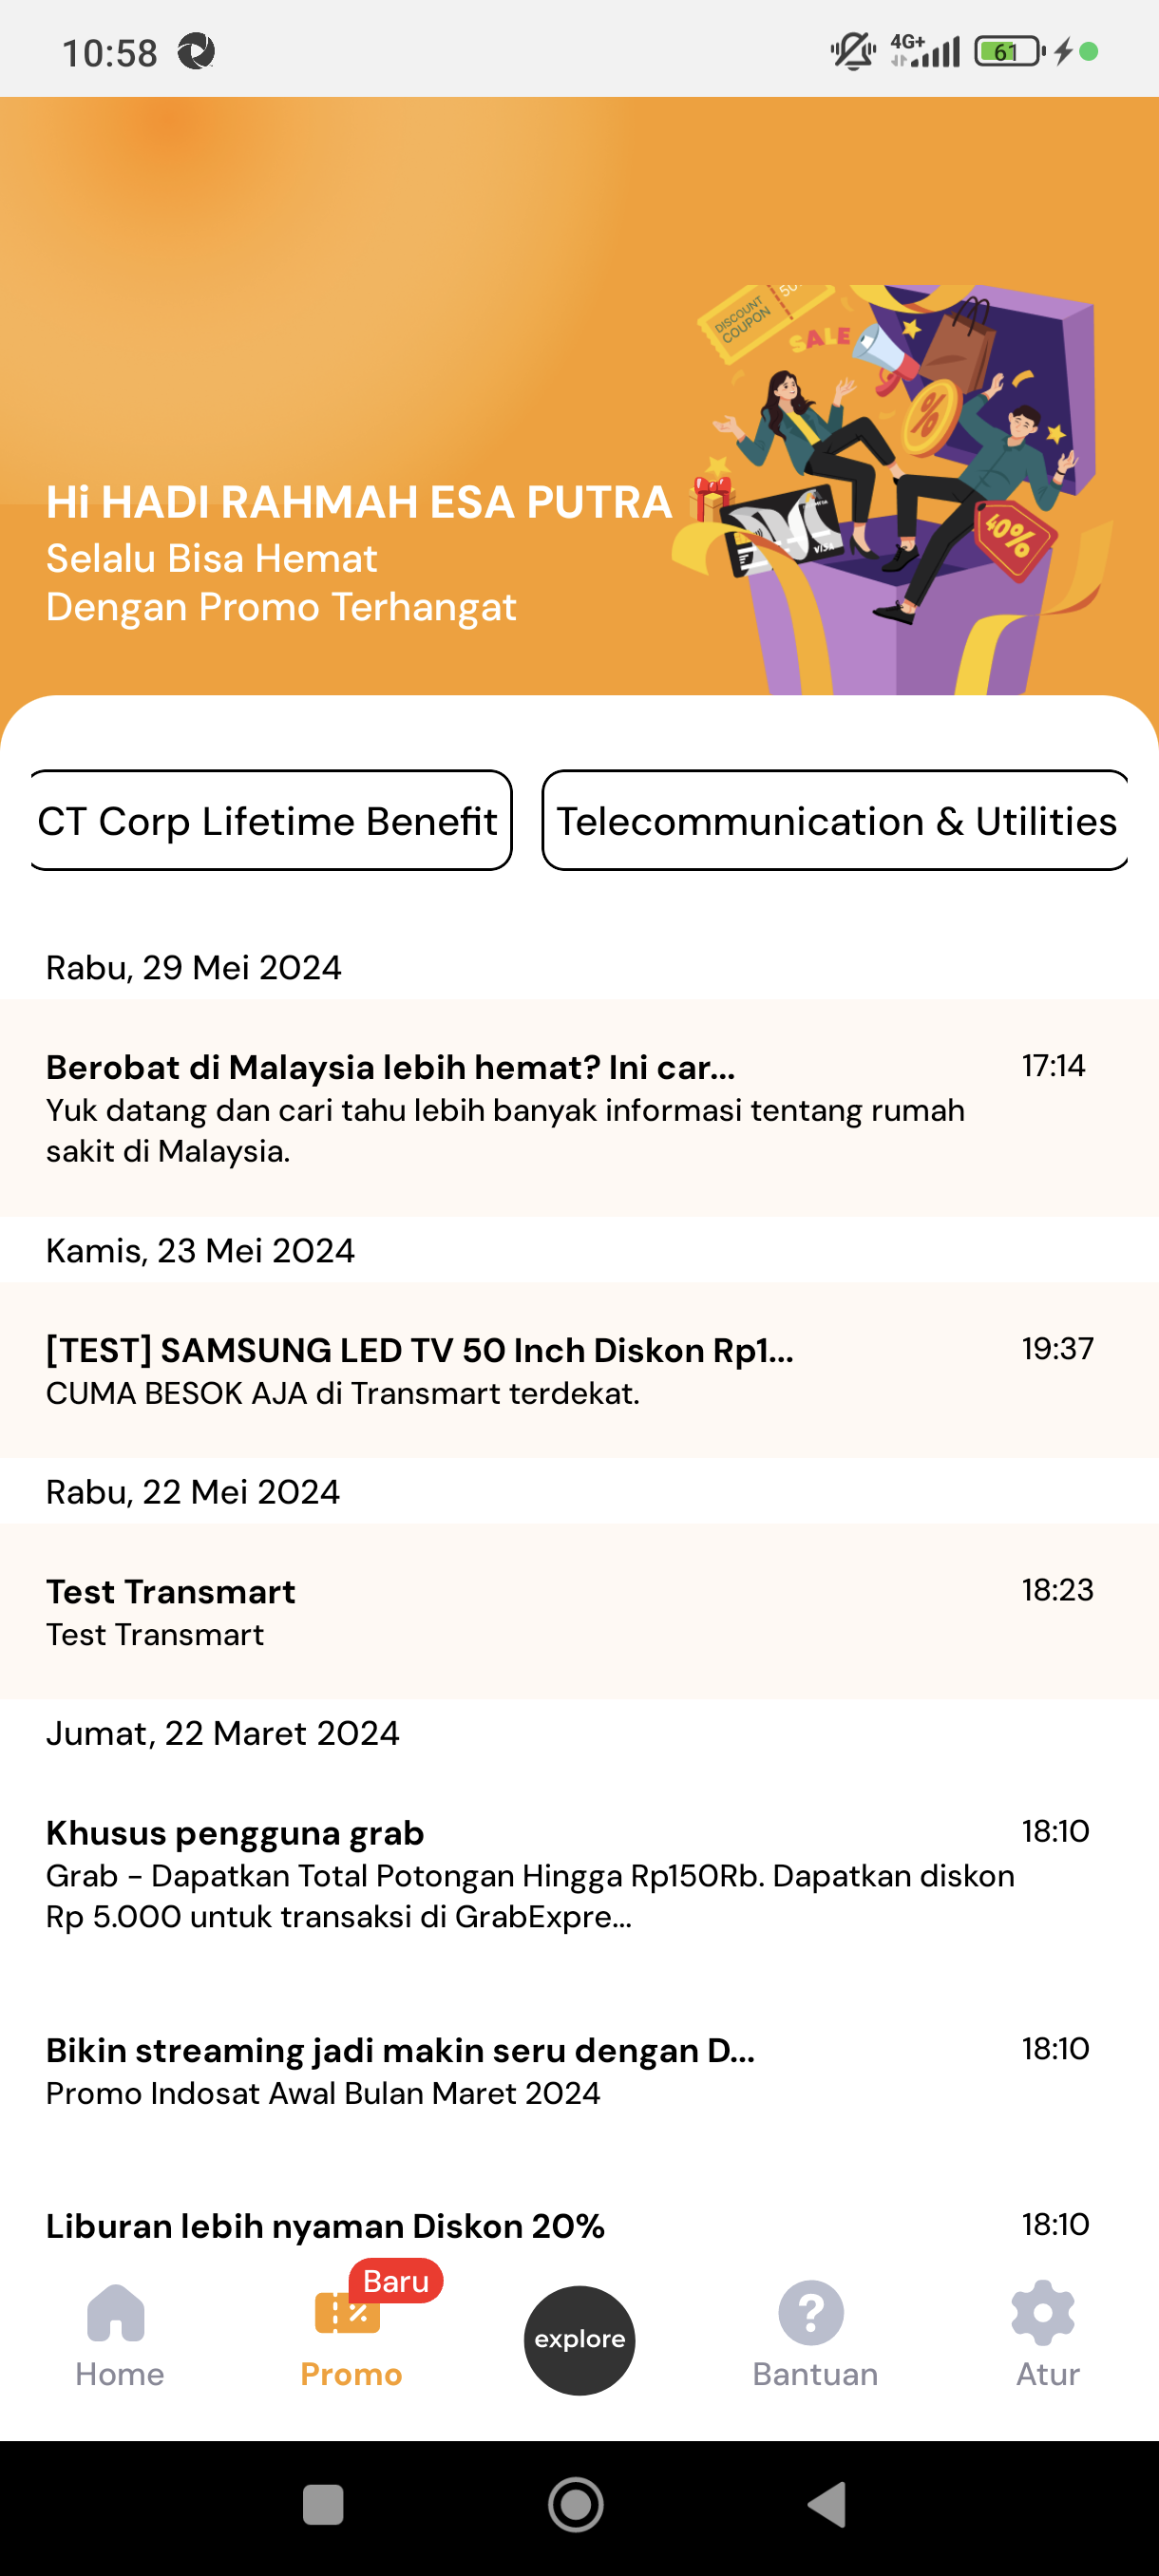 10:58
4G+
61
DISCOUNT
COUPON
SALE
%
40%
VISA
Hi HADI RAHMAH ESA PUTRA
Selalu Bisa Hemat
Dengan Promo Terhangat
CT Corp Lifetime Benefit
Telecommunication & Utilities
Rabu, 29 Mei 2024
Berobat di Malaysia lebih hemat? Ini car...
17:14
Yuk datang dan cari tahu lebih banyak informasi tentang rumah
sakit di Malaysia.
Kamis, 23 Mei 2024
[TEST] SAMSUNG LED TV 50 Inch Diskon Rp1...
19:37
CUMA BESOK AJA di Transmart terdekat.
Rabu, 22 Mei 2024
Test Transmart
18:23
Test Transmart
Jumat, 22 Maret 2024
Khusus pengguna grab
18:10
Grab - Dapatkan Total Potongan Hingga Rp150Rb. Dapatkan diskon
Rp 5.000 untuk transaksi di GrabExpre...
Bikin streaming jadi makin seru dengan D...
18:10
Promo Indosat Awal Bulan Maret 2024
Liburan lebih nyaman Diskon 20%
18:10
Baru
Home
Promo
explore
Bantuan
Atur